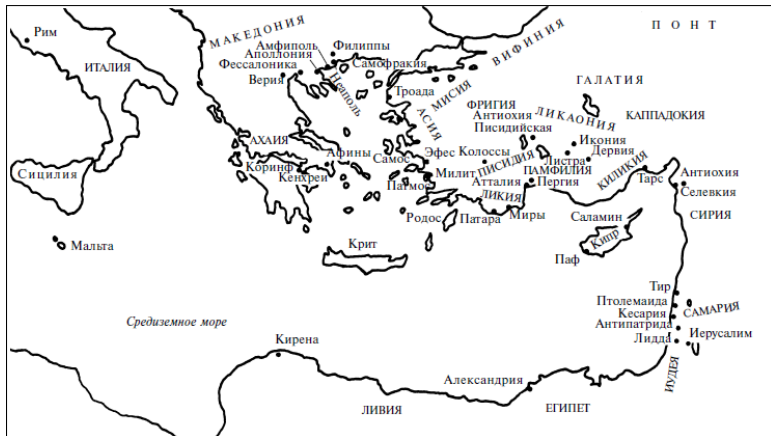 ПОНТ
МАКЕДОНИЯ
Рим
Амфиполь
Филиппы
ВИФИНИЯ
Аполлония
ИТАЛИЯ
Фессалоника
Самофракия
Верия
Неаполь
ГАЛАТИЯ
Троада
МИСИЯ
ФРИГИЯ
ЛИКАОНИЯ
КАППАДОКИЯ
Антиохия
Писидийская
АСИЯ
АХАИЯ
Икония
Афины
Самос
Эфес
Колоссы
Дервия
Листра
ПИСИДИЯ
Сицилия
Коринф
Милит
ПАМФИЛИЯ
КИЛИКИЯ
Тарс
Антиохия
Кенхреи
Патмос
Атталия
Пергия
Селевкия
ЛИКИЯ
Родос
Патара
Миры
Саламин
СИРИЯ
Мальта
Крит
Кипр
Паф
Тир
Птолемаида
САМАРИЯ
Кесария
Средиземное море
Антипатрида
Кирена
Лидда
Иерусалим
ИУДЕЯ
Александрия
ЛИВИЯ
ЕГИПЕТ